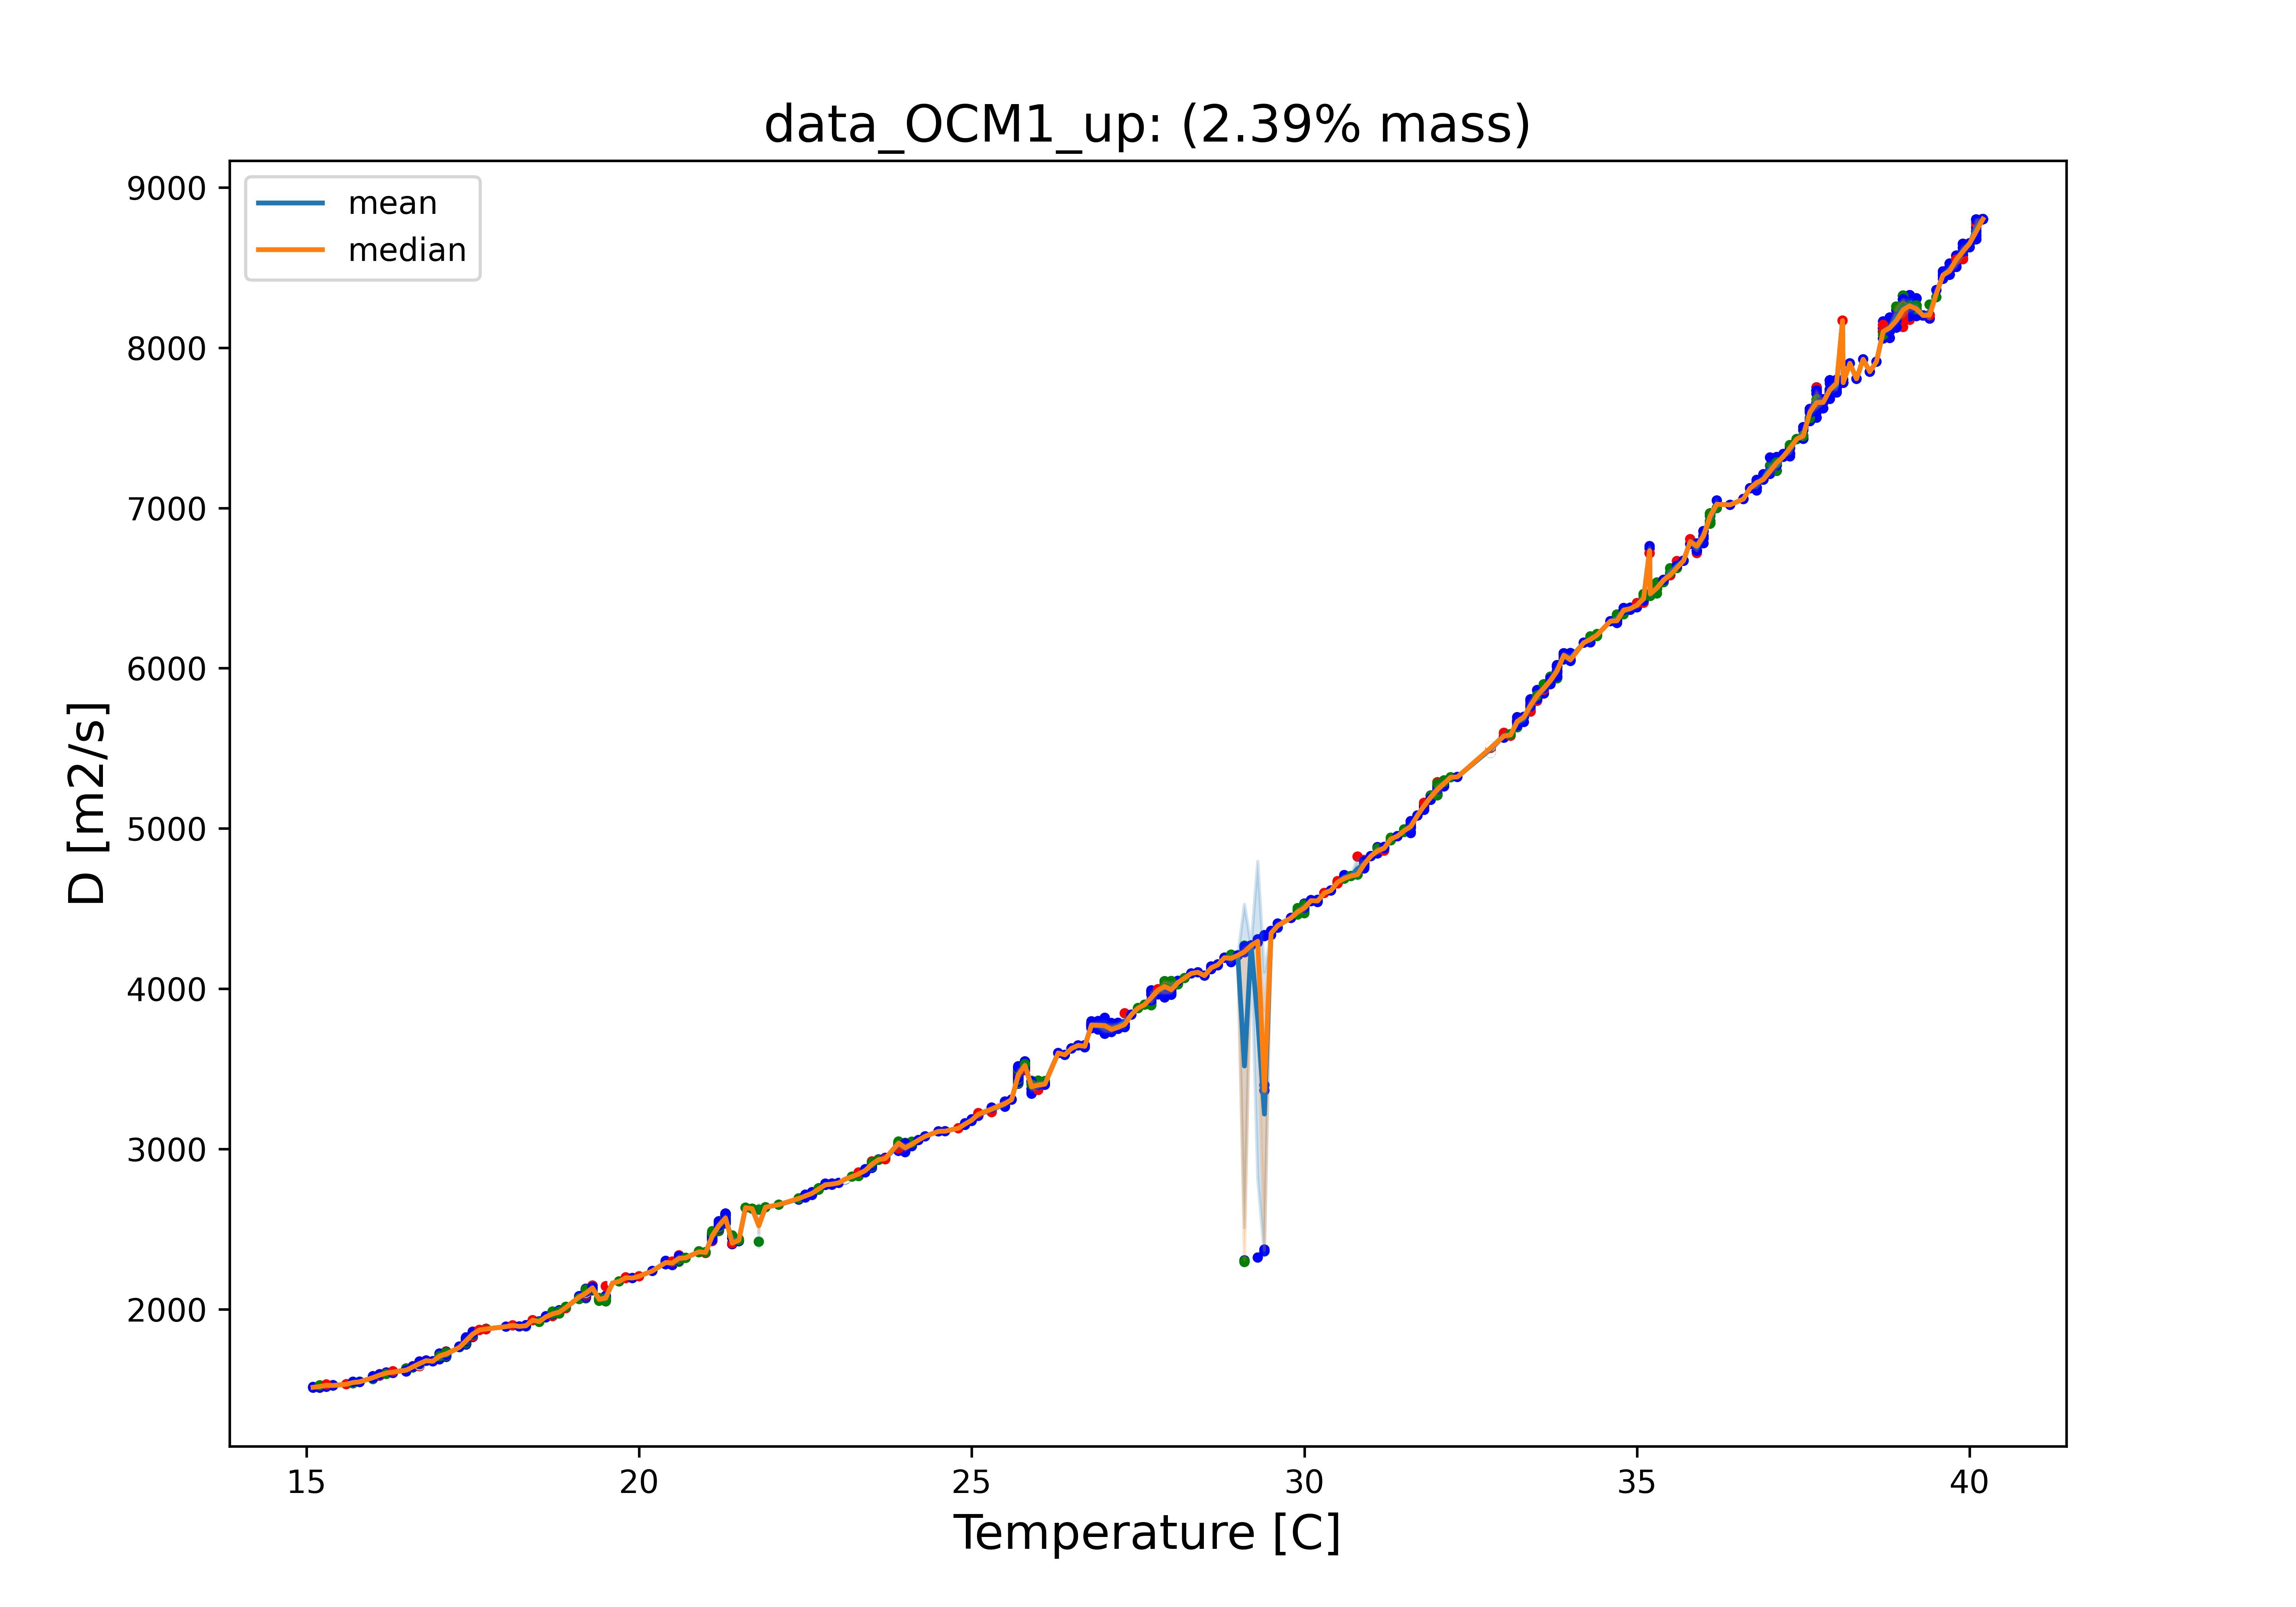 data_OCM1_up: (2.39% mass)
mean
median
9000
8000
7000
6000
5000
4000
3000
2000
D [m2/s]
15 20 25 30 35 40
Temperature [C]